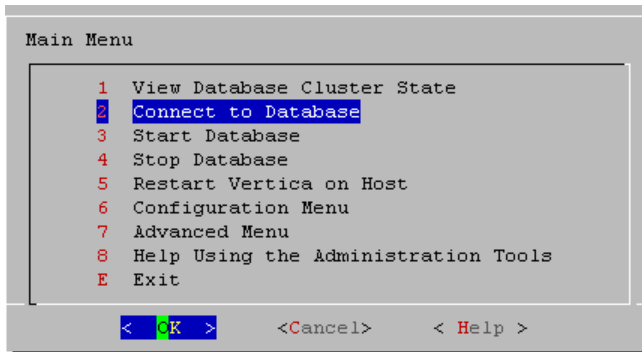 Main Menu
1 View Database Cluster State
2 Connect to Database
3 Start Database
4 Stop Database
5 Restart Vertica on Host
6 Configuration Menu
7 Advanced Menu
8 Help Using the Administration Tools
E Exit
< OK > <Cancel> < Help >